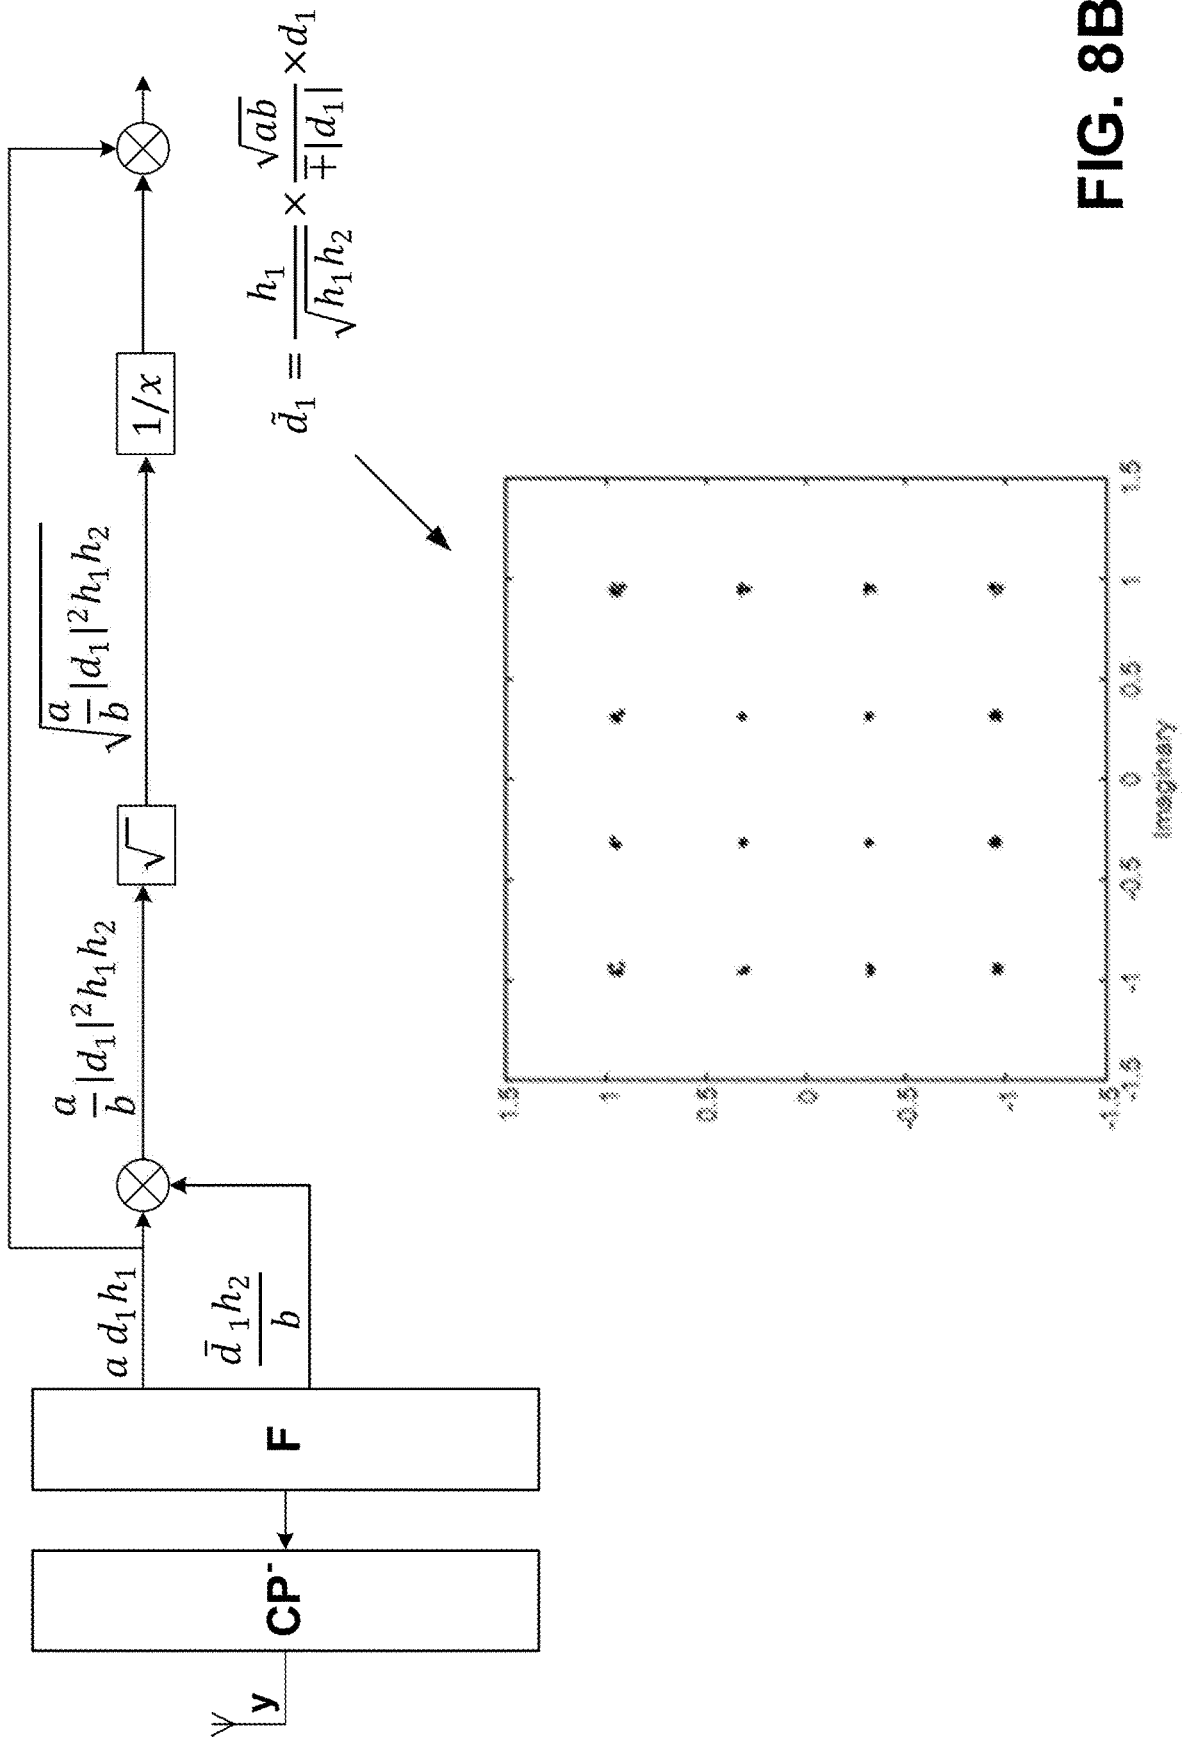 y
CP⁻
F
a d₁h₁
d̄₁h₂ / b
a/b |d₁|²h₁h₂
√
√(a/b |d₁|²h₁h₂)
1/x
d̃₁ = h₁/√(h₁h₂) × √(ab)/(∓|d₁|) × d₁
1.5
1
0.5
0
-0.5
-1
-1.5
-1.5
-1
-0.5
0
0.5
1
1.5
Imaginary
FIG. 8B